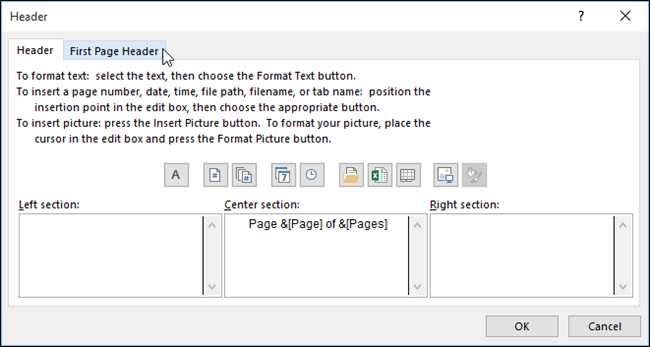 Header
?
Header
First Page Header
To format text:  select the text, then choose the Format Text button.
To insert a page number, date, time, file path, filename, or tab name:  position the
insertion point in the edit box, then choose the appropriate button.
To insert picture: press the Insert Picture button.  To format your picture, place the
cursor in the edit box and press the Format Picture button.
A # # 7
Left section:
Center section:
Right section:
Page &[Page] of &[Pages]
OK
Cancel